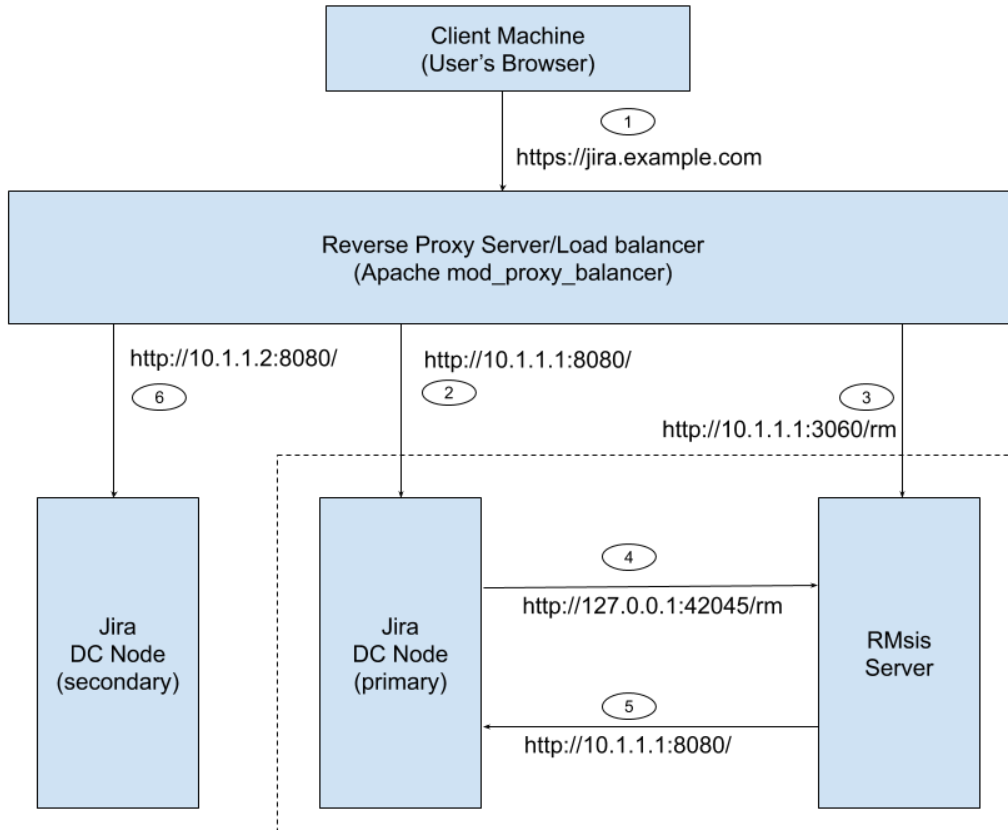 Client Machine
(User's Browser)
1
https://jira.example.com
Reverse Proxy Server/Load balancer
(Apache mod_proxy_balancer)
http://10.1.1.2:8080/
6
http://10.1.1.1:8080/
2
3
http://10.1.1.1:3060/rm
4
http://127.0.0.1:42045/rm
Jira
DC Node
(secondary)
Jira
DC Node
(primary)
RMsis
Server
5
http://10.1.1.1:8080/